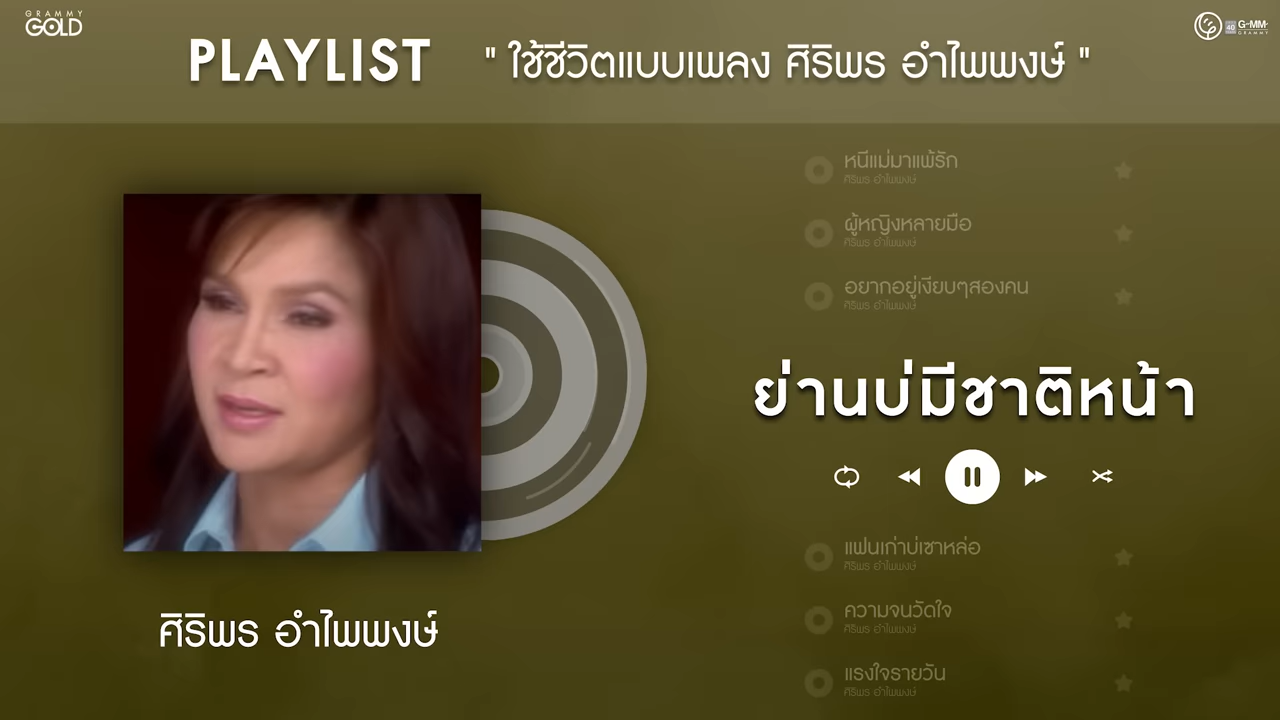 GRAMMY
GOLD
PLAYLIST " ใช้ชีวิตแบบเพลง ศิริพร อำไพพงษ์ "
G-MM-
GRAMMY
40
หนีแม่มาแพ้รัก
ศิริพร อำไพพงษ์
ผู้หญิงหลายมือ
ศิริพร อำไพพงษ์
อยากอยู่เงียบๆสองคน
ศิริพร อำไพพงษ์
ย่านบ่มีชาติหน้า
แฟนเก่าบ่เซาหล่อ
ศิริพร อำไพพงษ์
ความจนวัดใจ
ศิริพร อำไพพงษ์
แรงใจรายวัน
ศิริพร อำไพพงษ์
ศิริพร อำไพพงษ์